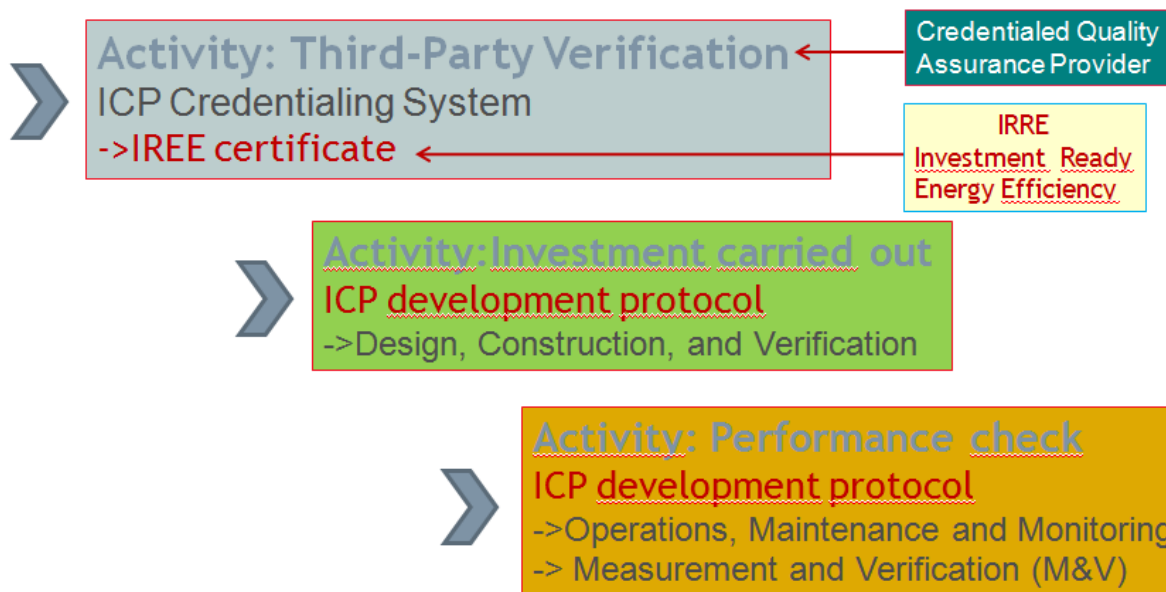 Activity: Third-Party Verification
ICP Credentialing System
->IREE certificate
Credentialed Quality
Assurance Provider
IRRE
Investment Ready
Energy Efficiency
Activity:Investment carried out
ICP development protocol
->Design, Construction, and Verification
Activity: Performance check
ICP development protocol
->Operations, Maintenance and Monitoring
-> Measurement and Verification (M&V)